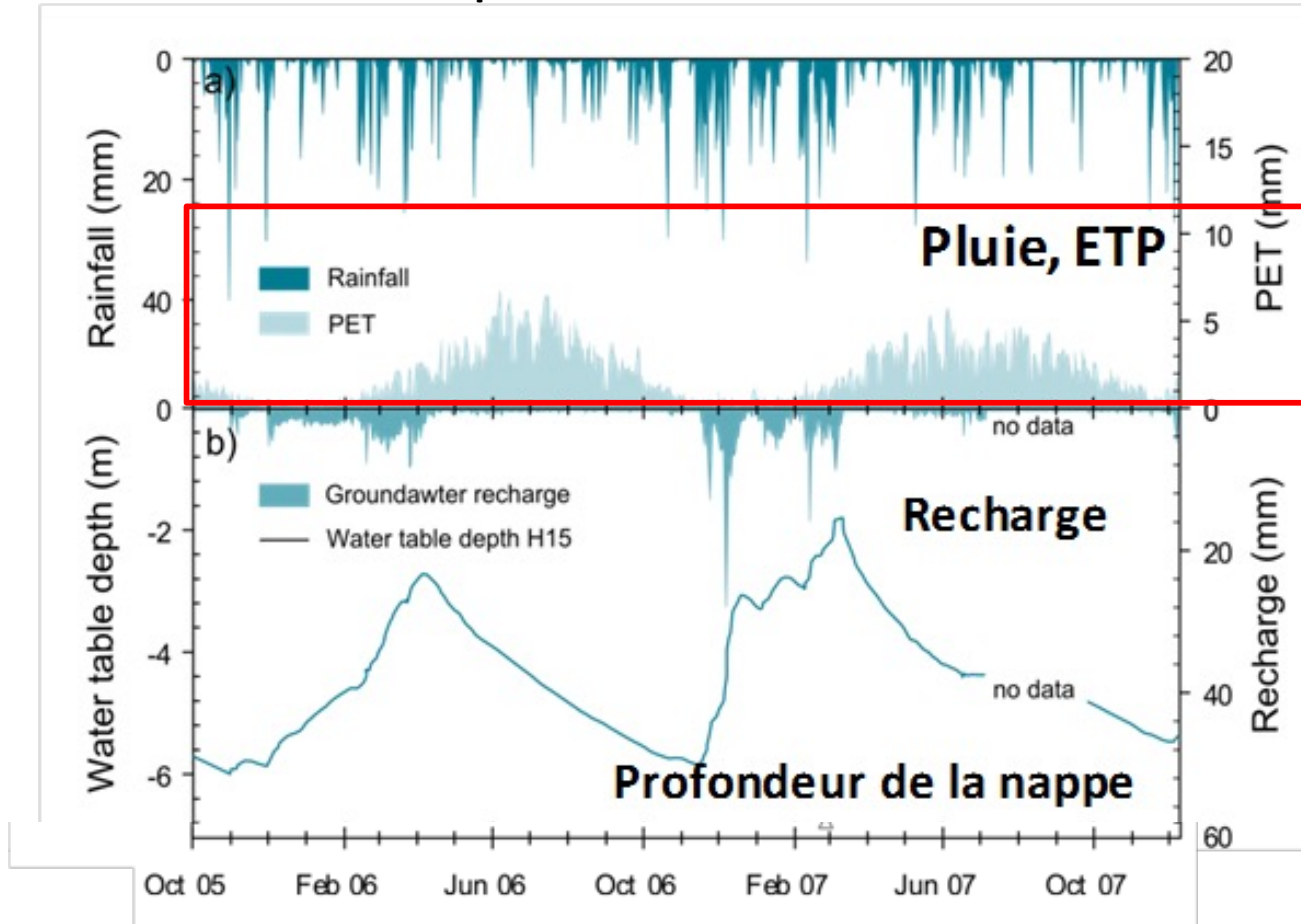 0
20
40
Rainfall (mm)
a)
20
15
10
5
0
PET (mm)
Pluie, ETP
Rainfall
PET
0
-2
-4
-6
Water table depth (m)
b)
0
20
40
60
Recharge (mm)
no data
Groundawter recharge
Water table depth H15
Recharge
no data
Profondeur de la nappe
Oct 05 Feb 06 Jun 06 Oct 06 Feb 07 Jun 07 Oct 07